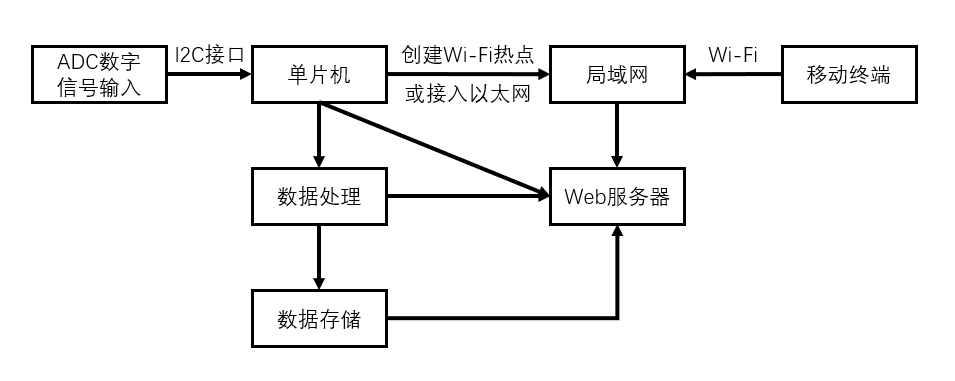 ADC数字
信号输入
I2C接口
单片机
创建Wi-Fi热点
或接入以太网
局域网
Wi-Fi
移动终端
数据处理
Web服务器
数据存储